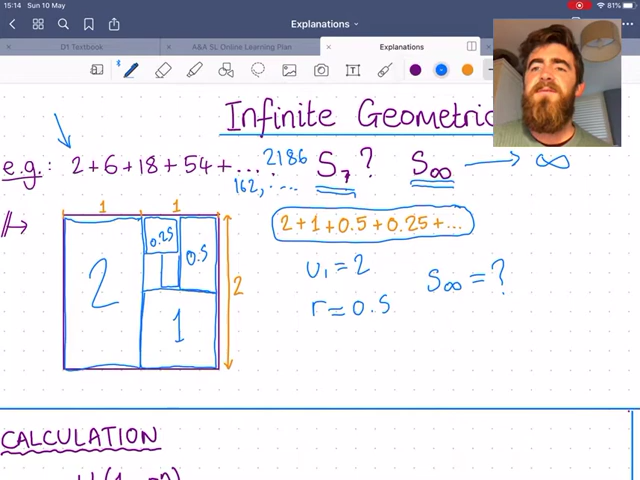 15:14 Sun 10 May
81%
Explanations
D1 Textbook
A&A SL Online Learning Plan
Explanations
Infinite Geometric
e.g: 2+6+18+54+.... 2186 S₇? S∞ → ∞
162, ....
1 1
2+1+0.5+0.25+...
2
0.25
0.5
1
2
u₁=2
r=0.5
S∞=?
CALCULATION